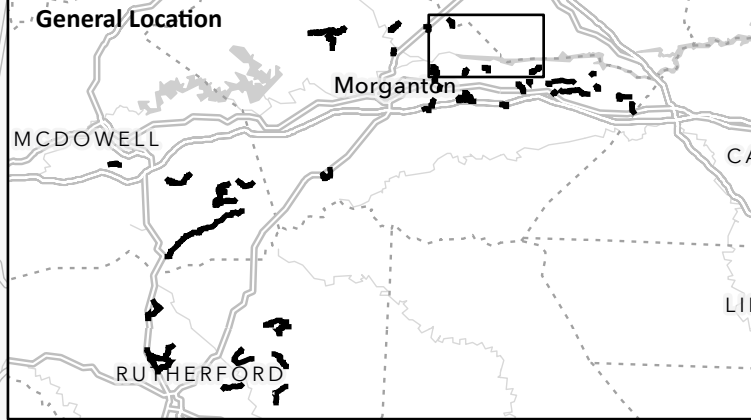 General Location
Morganton
MCDOWELL
CA
LI
RUTHERFORD